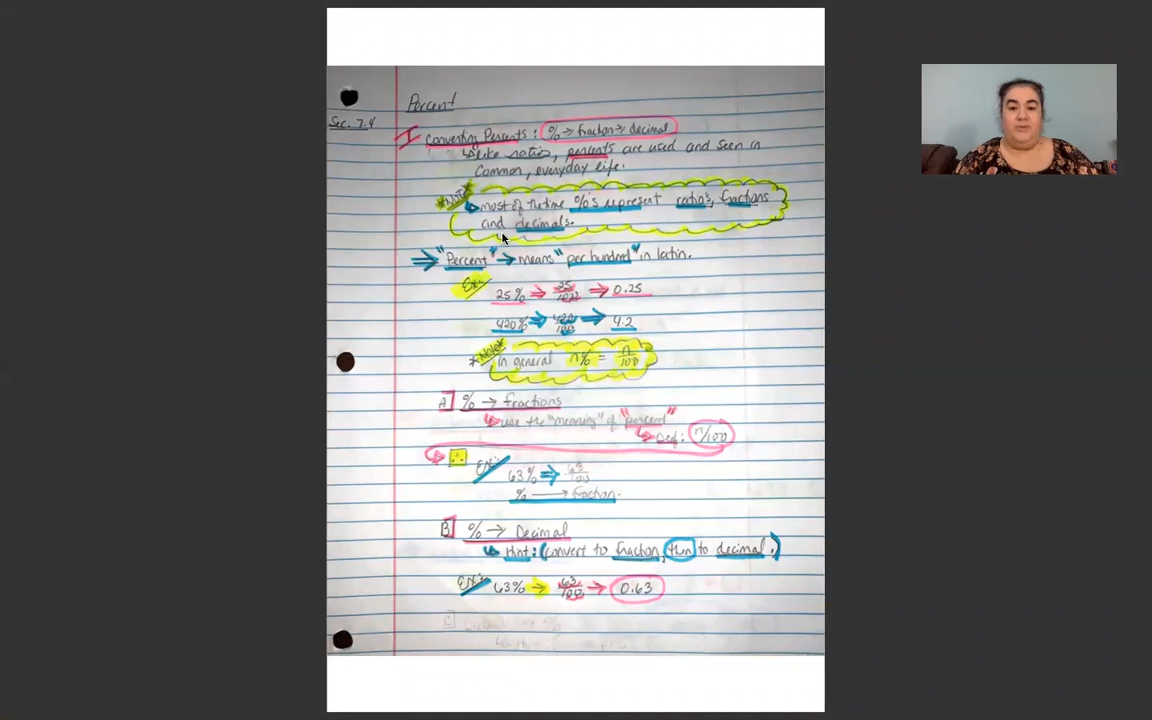 Percent
Sec. 7.4
I Converting Percents: % → fraction → decimal
↳ like ratios, percents are used and seen in
common, everyday life.
*Note*
↳ most of the time %'s represent ratio's, fractions
and decimals.
⇒ "Percent" → means "per hundred" in latin.
Ex: 25% ⇒ 25/100 ⇒ 0.25
420% ⇒ 420/100 ⇒ 4.2
*Note* In general n% = n/100
A] % → fractions
↳ use the "meaning" of "percent"
↳ Def: n/100
∴ Ex: 63% ⇒ 63/100
% → fraction.
B] % → Decimal
↳ Hint: (convert to fraction, then to decimal.)
Ex: 63% → 63/100 → 0.63
C]